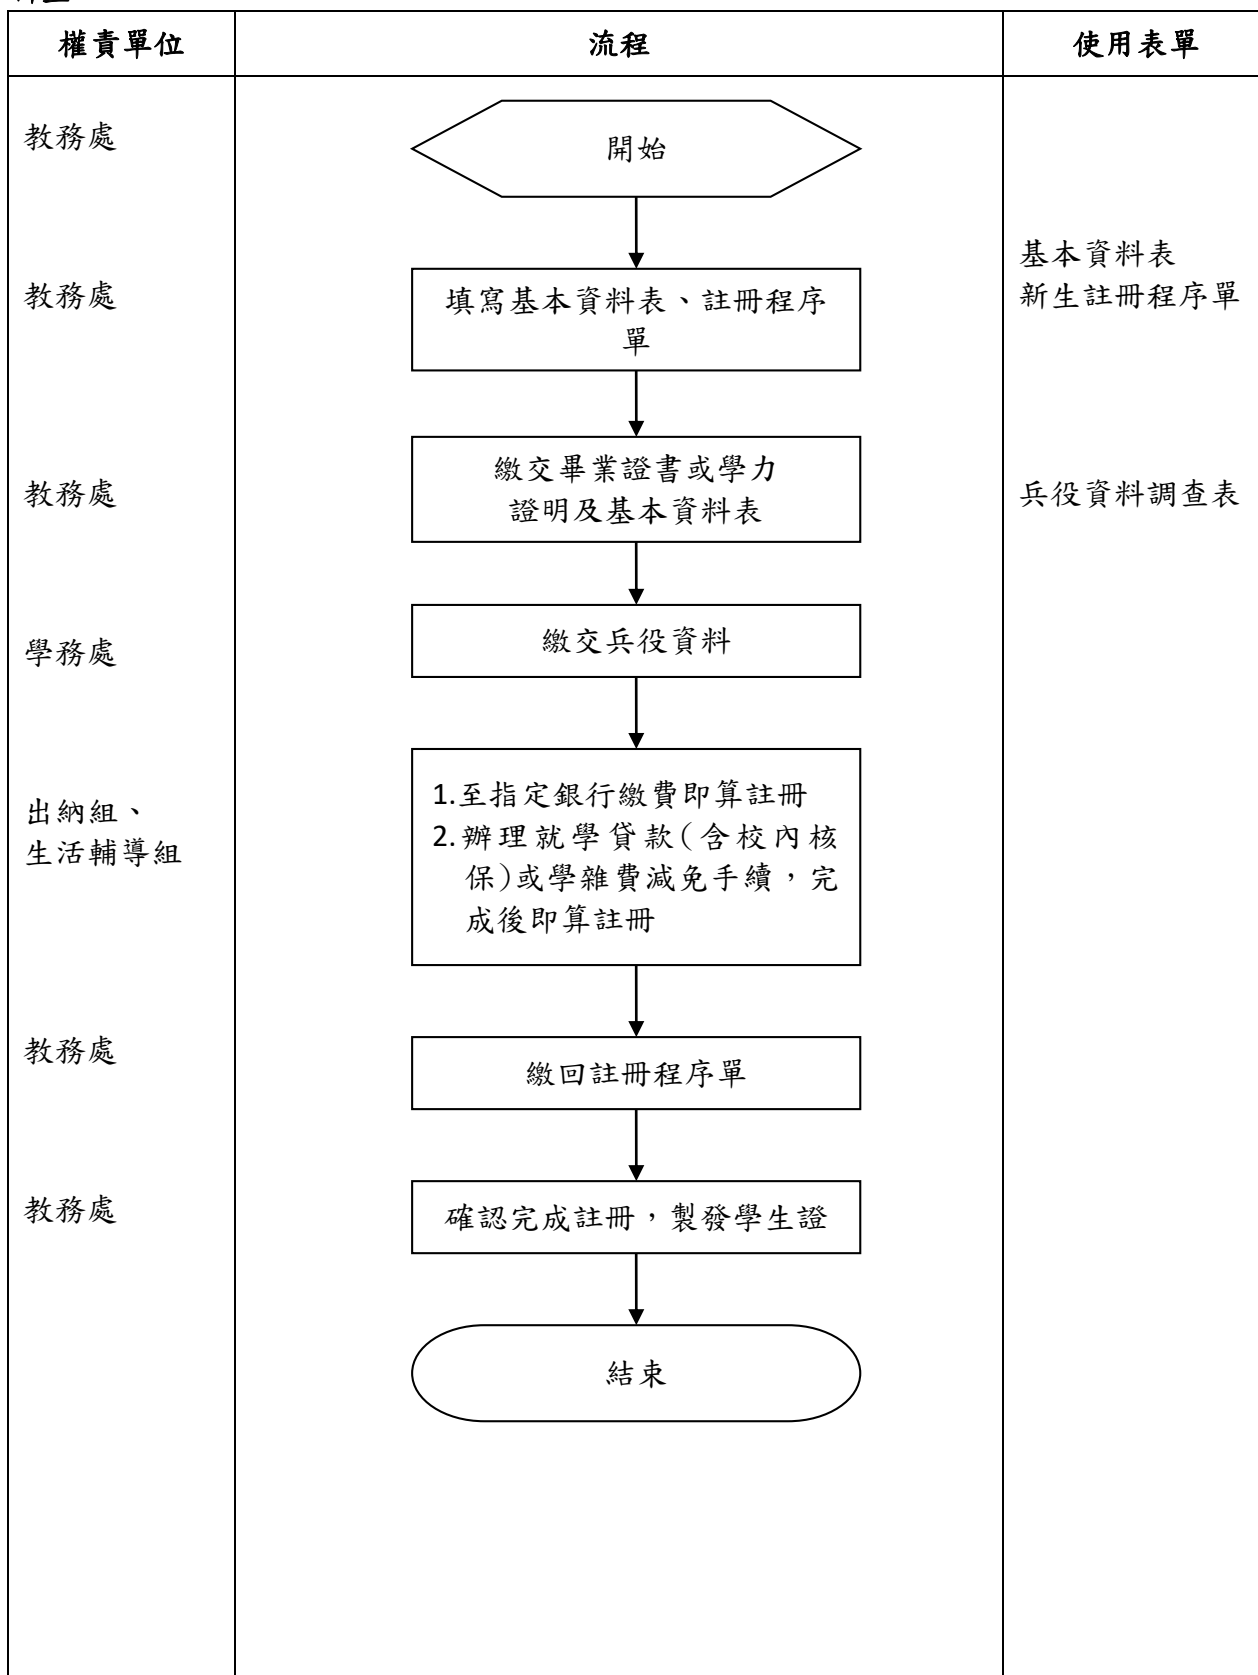 權責單位
流程
使用表單
教務處
開始
教務處
填寫基本資料表、註冊程序
單
基本資料表
新生註冊程序單
教務處
繳交畢業證書或學力
證明及基本資料表
兵役資料調查表
學務處
繳交兵役資料
出納組、
生活輔導組
1.至指定銀行繳費即算註冊
2.辦理就學貸款(含校內核
保)或學雜費減免手續,完
成後即算註冊
教務處
繳回註冊程序單
教務處
確認完成註冊,製發學生證
結束